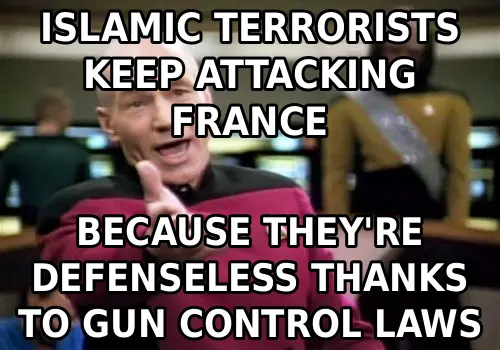 ISLAMIC TERRORISTS
KEEP ATTACKING
FRANCE
BECAUSE THEY'RE
DEFENSELESS THANKS
TO GUN CONTROL LAWS